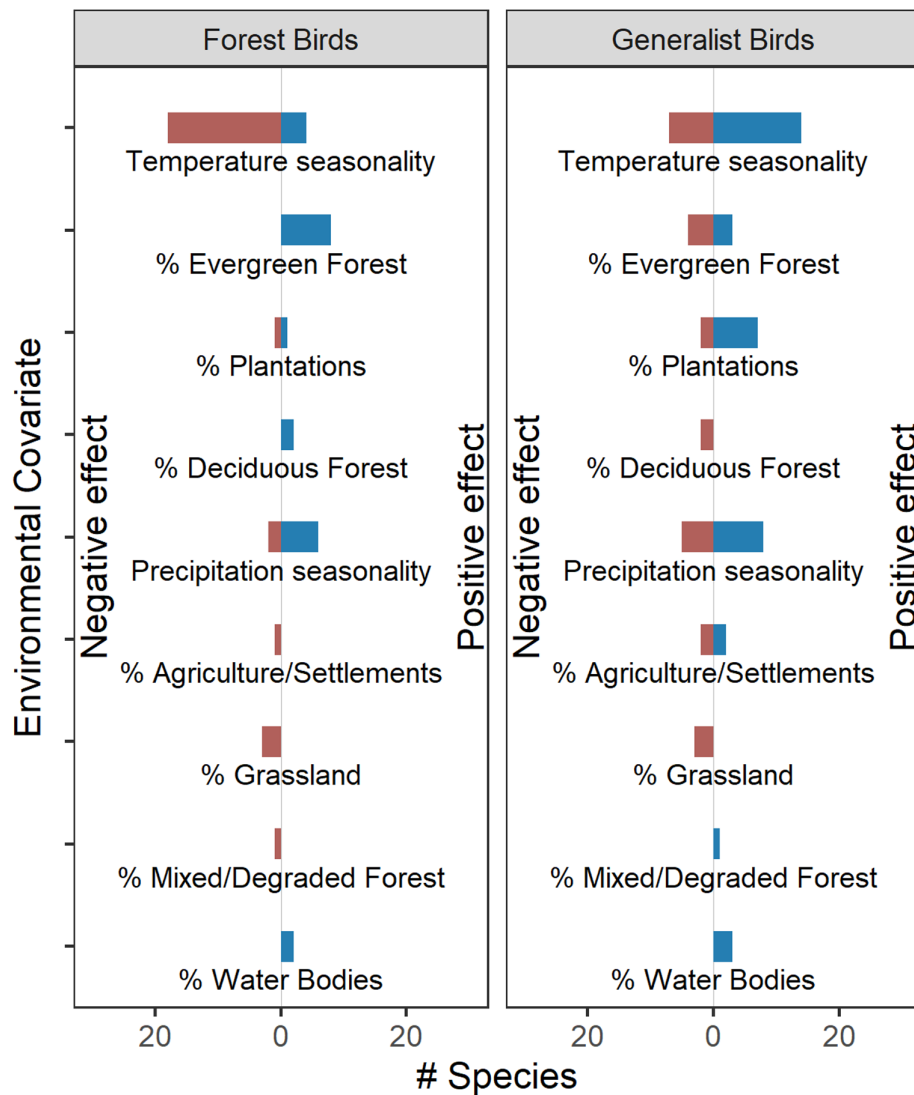 Forest Birds
Generalist Birds
Environmental Covariate
Negative effect
Temperature seasonality
% Evergreen Forest
% Plantations
% Deciduous Forest
Precipitation seasonality
% Agriculture/Settlements
% Grassland
% Mixed/Degraded Forest
% Water Bodies
Positive effect
Negative effect
Temperature seasonality
% Evergreen Forest
% Plantations
% Deciduous Forest
Precipitation seasonality
% Agriculture/Settlements
% Grassland
% Mixed/Degraded Forest
% Water Bodies
Positive effect
20 0 20
20 0 20
# Species